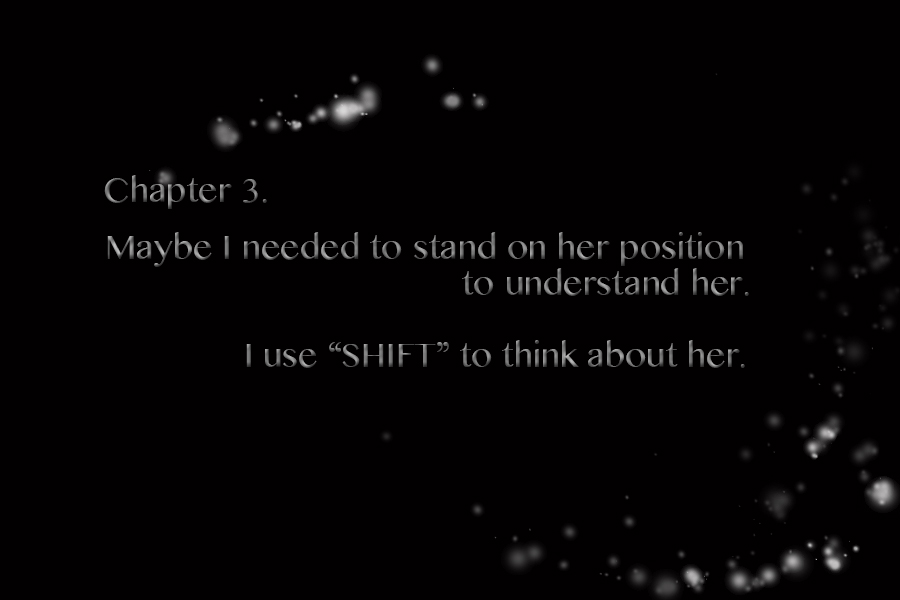 Chapter 3.
Maybe I needed to stand on her position
to understand her.
I use “SHIFT” to think about her.